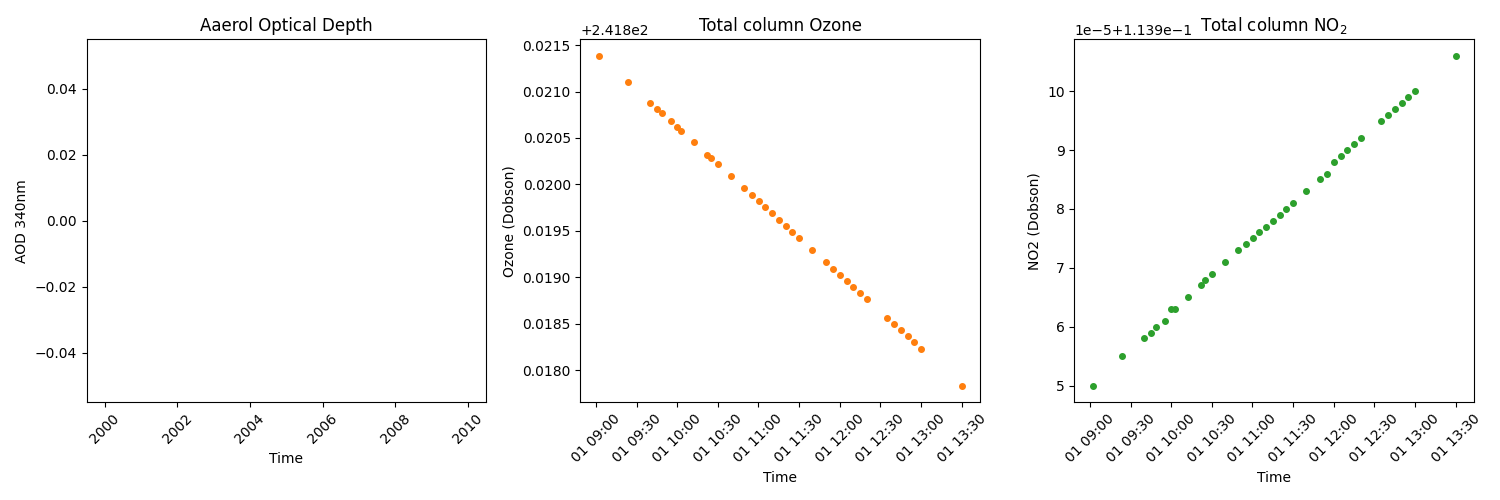 Aaerol Optical Depth
AOD 340nm
0.04
0.02
0.00
−0.02
−0.04
2000 2002 2004 2006 2008 2010
Time
Total column Ozone
+2.418e2
Ozone (Dobson)
0.0215
0.0210
0.0205
0.0200
0.0195
0.0190
0.0185
0.0180
01 09:00 01 09:30 01 10:00 01 10:30 01 11:00 01 11:30 01 12:00 01 12:30 01 13:00 01 13:30
Time
Total column NO₂
1e−5+1.139e−1
NO2 (Dobson)
10
9
8
7
6
5
01 09:00 01 09:30 01 10:00 01 10:30 01 11:00 01 11:30 01 12:00 01 12:30 01 13:00 01 13:30
Time